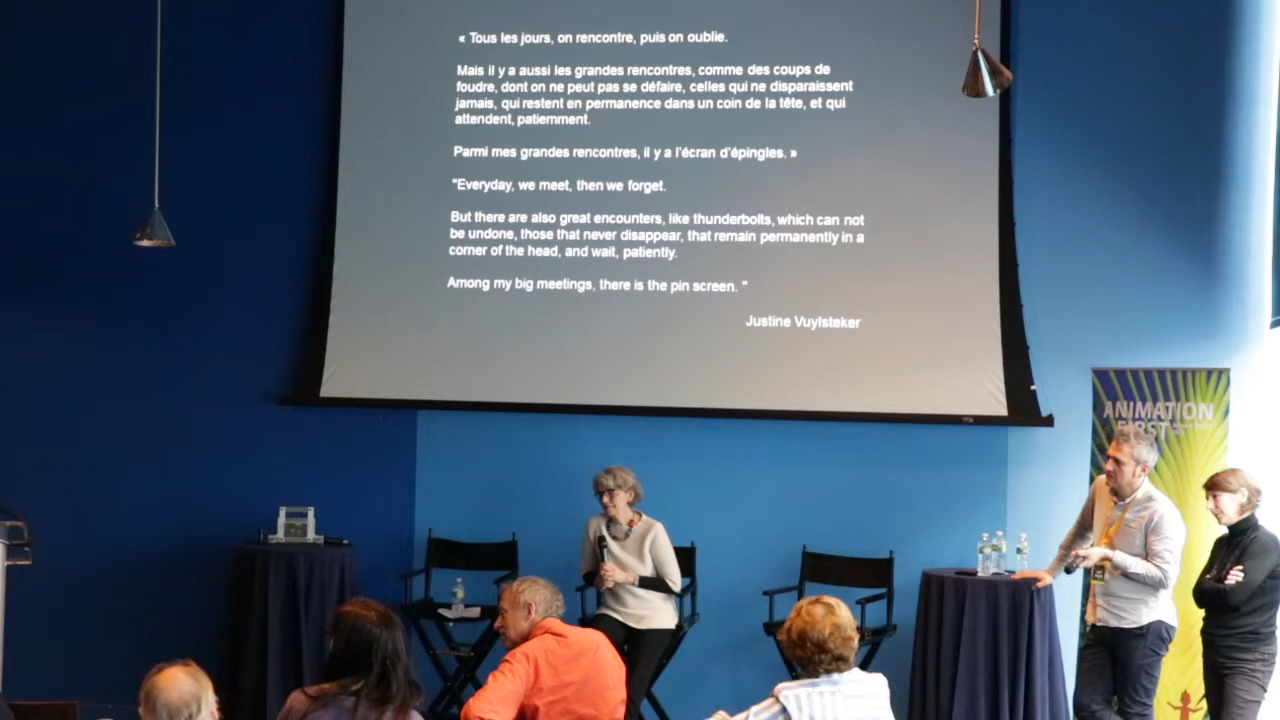 « Tous les jours, on rencontre, puis on oublie.
Mais il y a aussi les grandes rencontres, comme des coups de
foudre, dont on ne peut pas se défaire, celles qui ne disparaissent
jamais, qui restent en permanence dans un coin de la tête, et qui
attendent, patiemment.
Parmi mes grandes rencontres, il y a l'écran d'épingles. »
"Everyday, we meet, then we forget.
But there are also great encounters, like thunderbolts, which can not
be undone, those that never disappear, that remain permanently in a
corner of the head, and wait, patiently.
Among my big meetings, there is the pin screen. "
Justine Vuylsteker
ANIMATION
FIRST